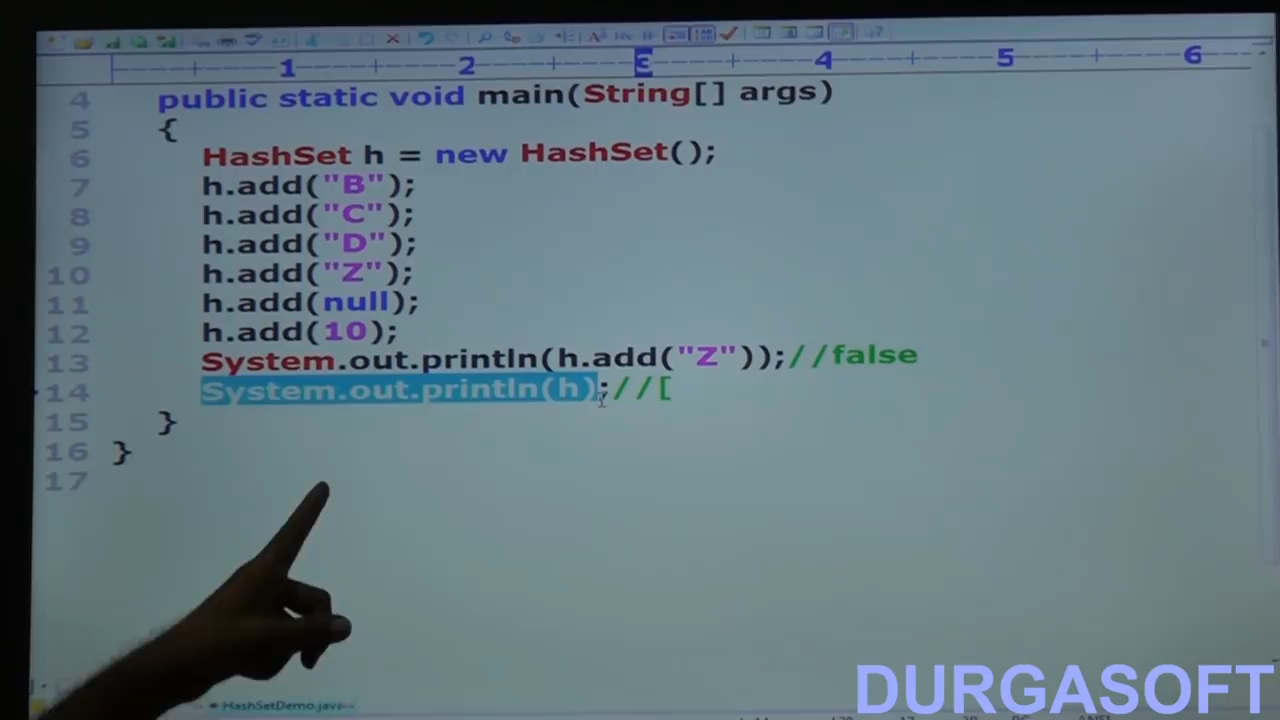 1 2 3 4 5 6
4 public static void main(String[] args)
5 {
6 HashSet h = new HashSet();
7 h.add("B");
8 h.add("C");
9 h.add("D");
10 h.add("Z");
11 h.add(null);
12 h.add(10);
13 System.out.println(h.add("Z"));//false
14 System.out.println(h);//[
15 }
16 }
17
HashSetDemo.java
DURGASOFT